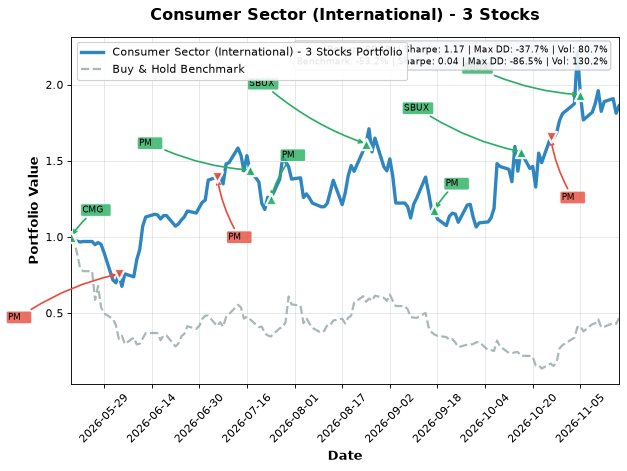 Consumer Sector (International) - 3 Stocks
Consumer Sector (International) - 3 Stocks Portfolio
Buy & Hold Benchmark
Sharpe: 1.17 | Max DD: -37.7% | Vol: 80.7%
Benchmark: -53.2% | Sharpe: 0.04 | Max DD: -86.5% | Vol: 130.2%
SBUX
SBUX
PM
PM
PM
CMG
PM
PM
PM
Portfolio Value
2.0
1.5
1.0
0.5
2026-05-29
2026-06-14
2026-06-30
2026-07-16
2026-08-01
2026-08-17
2026-09-02
2026-09-18
2026-10-04
2026-10-20
2026-11-05
Date